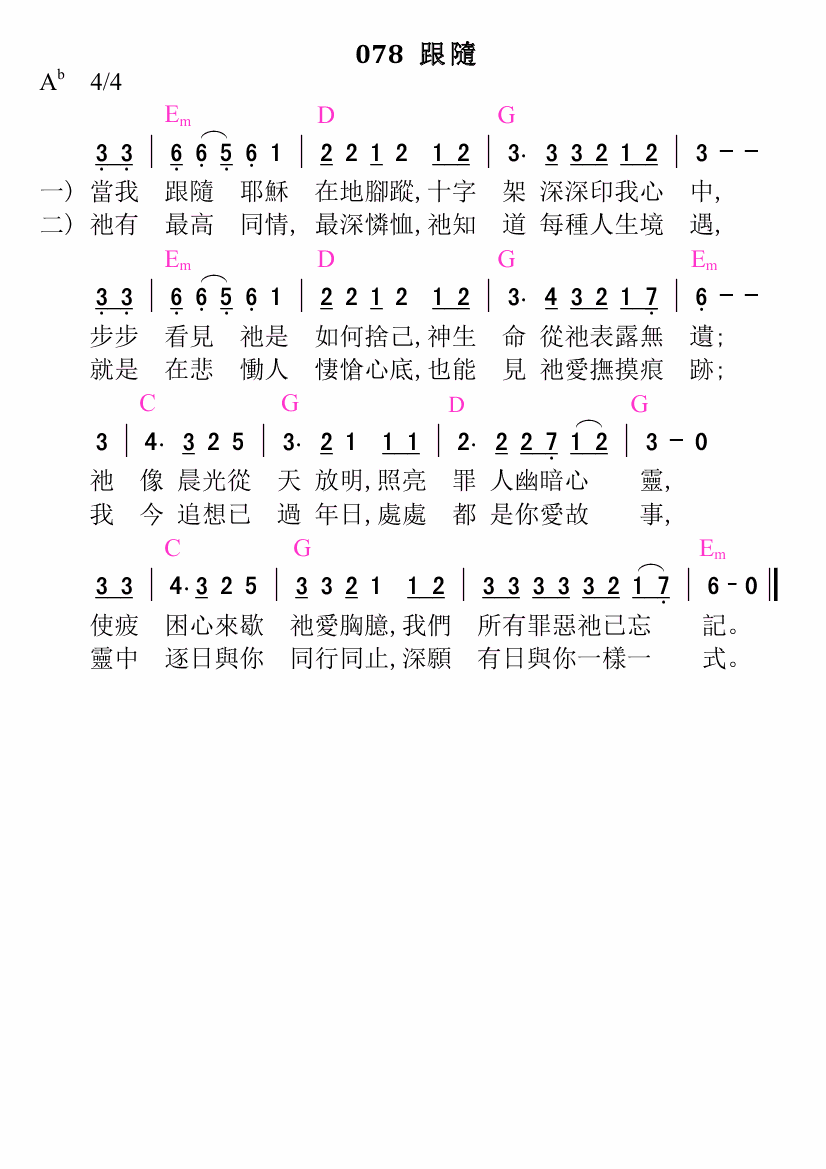 078 跟隨
A♭ 4/4
Em D G
3 3 | 6 6 5 6 1 | 2 2 1 2 1 2 | 3· 3 3 2 1 2 | 3 - -
一) 當我 跟隨 耶穌 在地腳蹤,十字 架 深深印我心 中,
二) 祂有 最高 同情, 最深憐恤,祂知 道 每種人生境 遇,
Em D G Em
3 3 | 6 6 5 6 1 | 2 2 1 2 1 2 | 3· 4 3 2 1 7 | 6 - -
步步 看見 祂是 如何捨己,神生 命 從祂表露無 遺;
就是 在悲 慟人 悽愴心底,也能 見 祂愛撫摸痕 跡;
C G D G
3 | 4· 3 2 5 | 3· 2 1 1 1 | 2· 2 2 7 1 2 | 3 - 0
祂 像 晨光從 天 放明,照亮 罪 人幽暗心 靈,
我 今 追想已 過 年日,處處 都 是你愛故 事,
C G Em
3 3 | 4· 3 2 5 | 3 3 2 1 1 2 | 3 3 3 3 3 2 1 7 | 6 - 0 ‖
使疲 困心來歇 祂愛胸臆,我們 所有罪惡祂已忘 記。
靈中 逐日與你 同行同止,深願 有日與你一樣一 式。